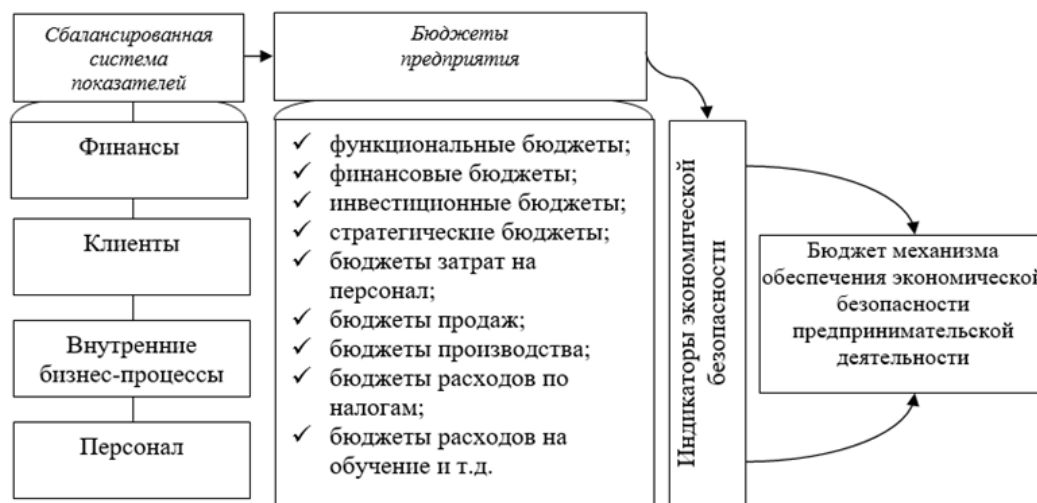 Сбалансированная
система
показателей
Бюджеты
предприятия
Финансы
Клиенты
Внутренние
бизнес-процессы
Персонал
✓ функциональные бюджеты;
✓ финансовые бюджеты;
✓ инвестиционные бюджеты;
✓ стратегические бюджеты;
✓ бюджеты затрат на
персонал;
✓ бюджеты продаж;
✓ бюджеты производства;
✓ бюджеты расходов по
налогам;
✓ бюджеты расходов на
обучение и т.д.
Индикаторы экономической
безопасности
Бюджет механизма
обеспечения экономической
безопасности
предпринимательской
деятельности